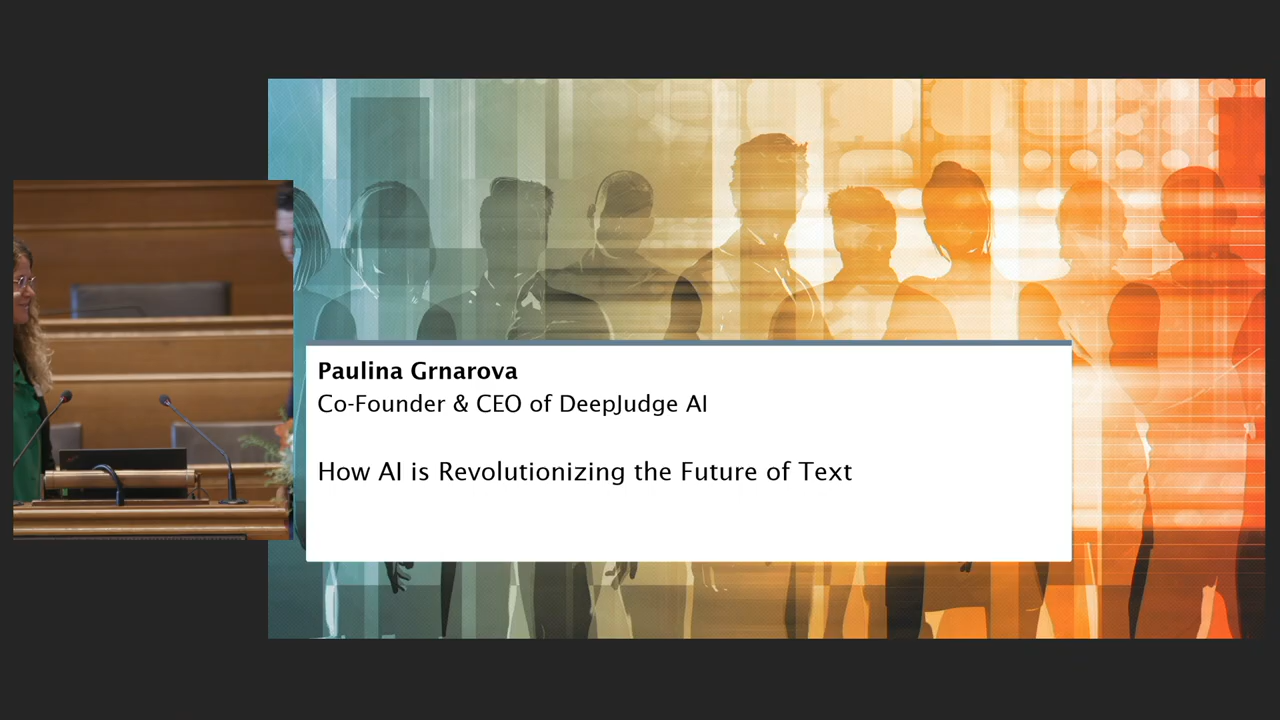 Paulina Grnarova
Co-Founder & CEO of DeepJudge AI
How AI is Revolutionizing the Future of Text